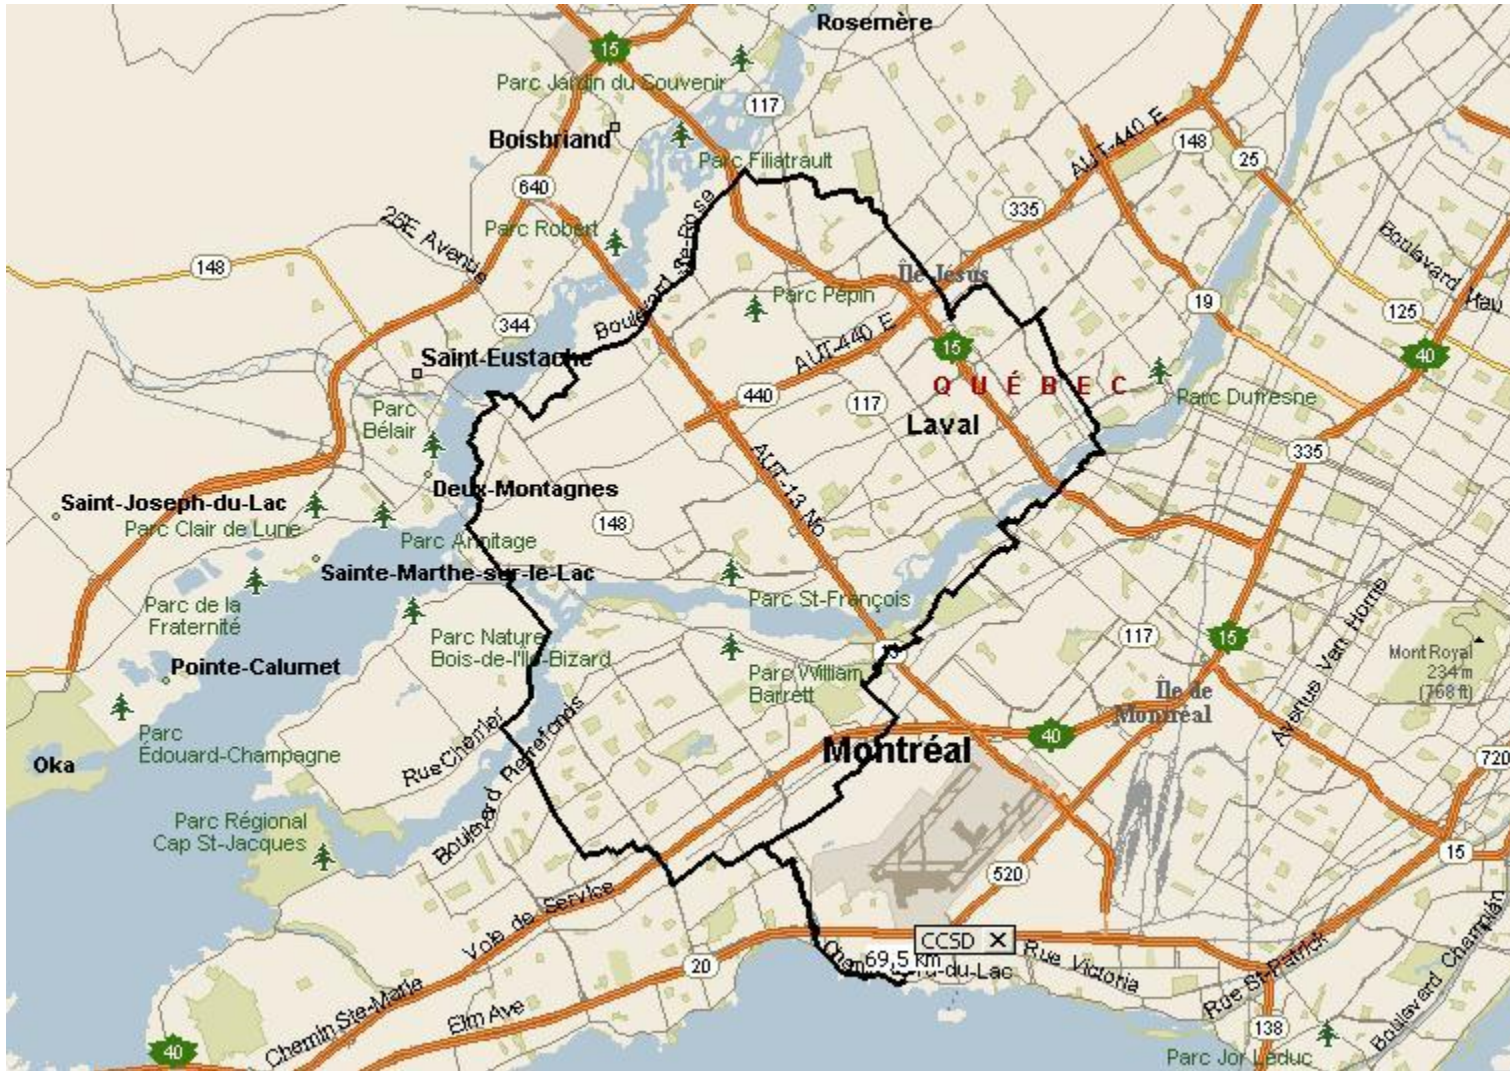 Rosemère
15
Parc Jardin du Souvenir
117
Boisbriand
Parc Filiatrault
AUT-440 E
148
25
640
335
25E Avenue
Parc Robert
Boulevard Ste-Rose
148
Île Jésus
Parc Pépin
19
125
344
Saint-Eustache
AUT-440 E
15
40
QUÉBEC
Parc Dufresne
440
117
Parc
Bélair
Laval
335
AUT-13 No
Deux-Montagnes
Saint-Joseph-du-Lac
Parc Clair de Lune
148
Parc Armitage
Sainte-Marthe-sur-le-Lac
Parc de la
Fraternité
Parc St-François
Parc Nature
Bois-de-l'Île-Bizard
117
15
Avenue Van Horne
Mont Royal
234 m
(768 ft)
13
Pointe-Calumet
Parc William
Barrett
Île de
Montréal
Parc
Édouard-Champagne
Rue Cherrier
Boulevard Pierrefonds
40
Oka
Montréal
720
Parc Régional
Cap St-Jacques
15
520
Voie de Service
CCSD
69,5 km
20
Rue Victoria
Rue St-Patrick
Boulevard Champlain
Chemin Ste-Marie
Elm Ave
138
40
Parc Jor Leduc